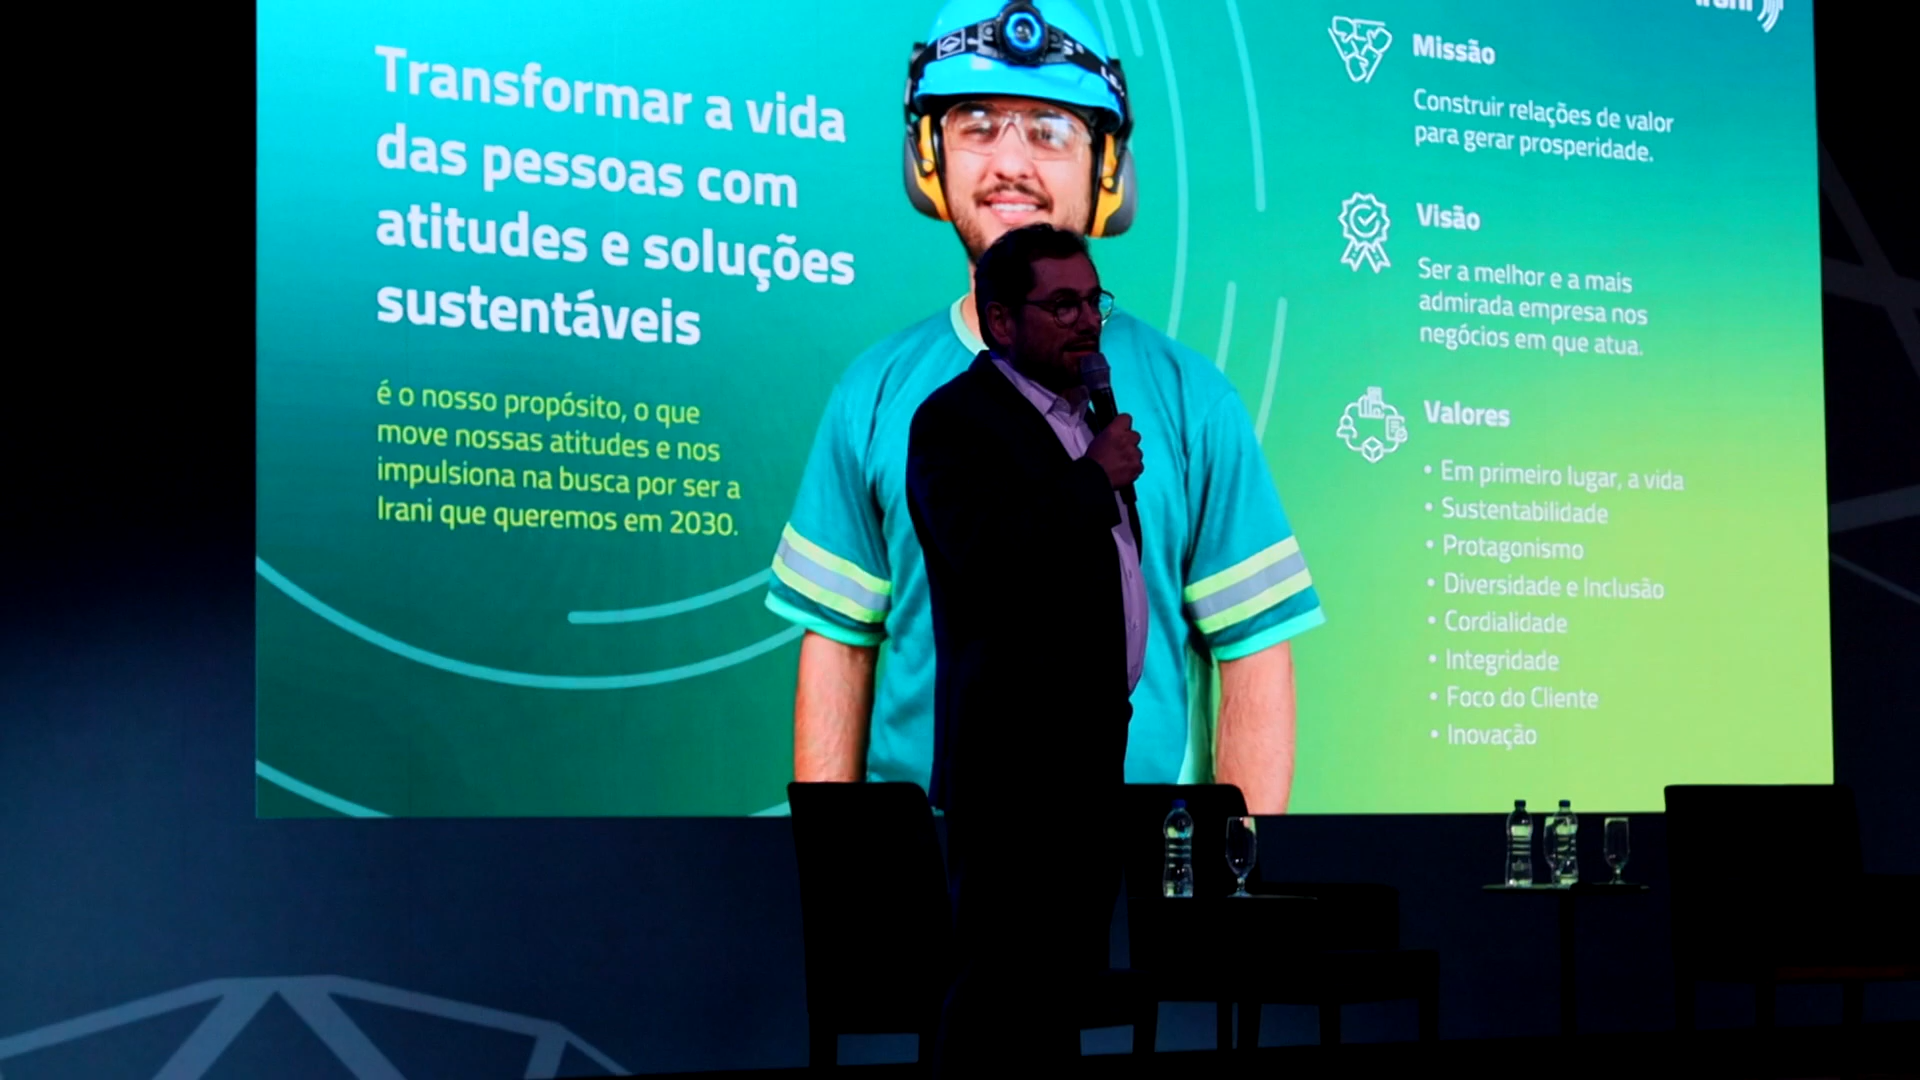 Transformar a vida
das pessoas com
atitudes e soluções
sustentáveis
é o nosso propósito, o que
move nossas atitudes e nos
impulsiona na busca por ser a
Irani que queremos em 2030.
Missão
Construir relações de valor
para gerar prosperidade.
Visão
Ser a melhor e a mais
admirada empresa nos
negócios em que atua.
Valores
• Em primeiro lugar, a vida
• Sustentabilidade
• Protagonismo
• Diversidade e Inclusão
• Cordialidade
• Integridade
• Foco do Cliente
• Inovação